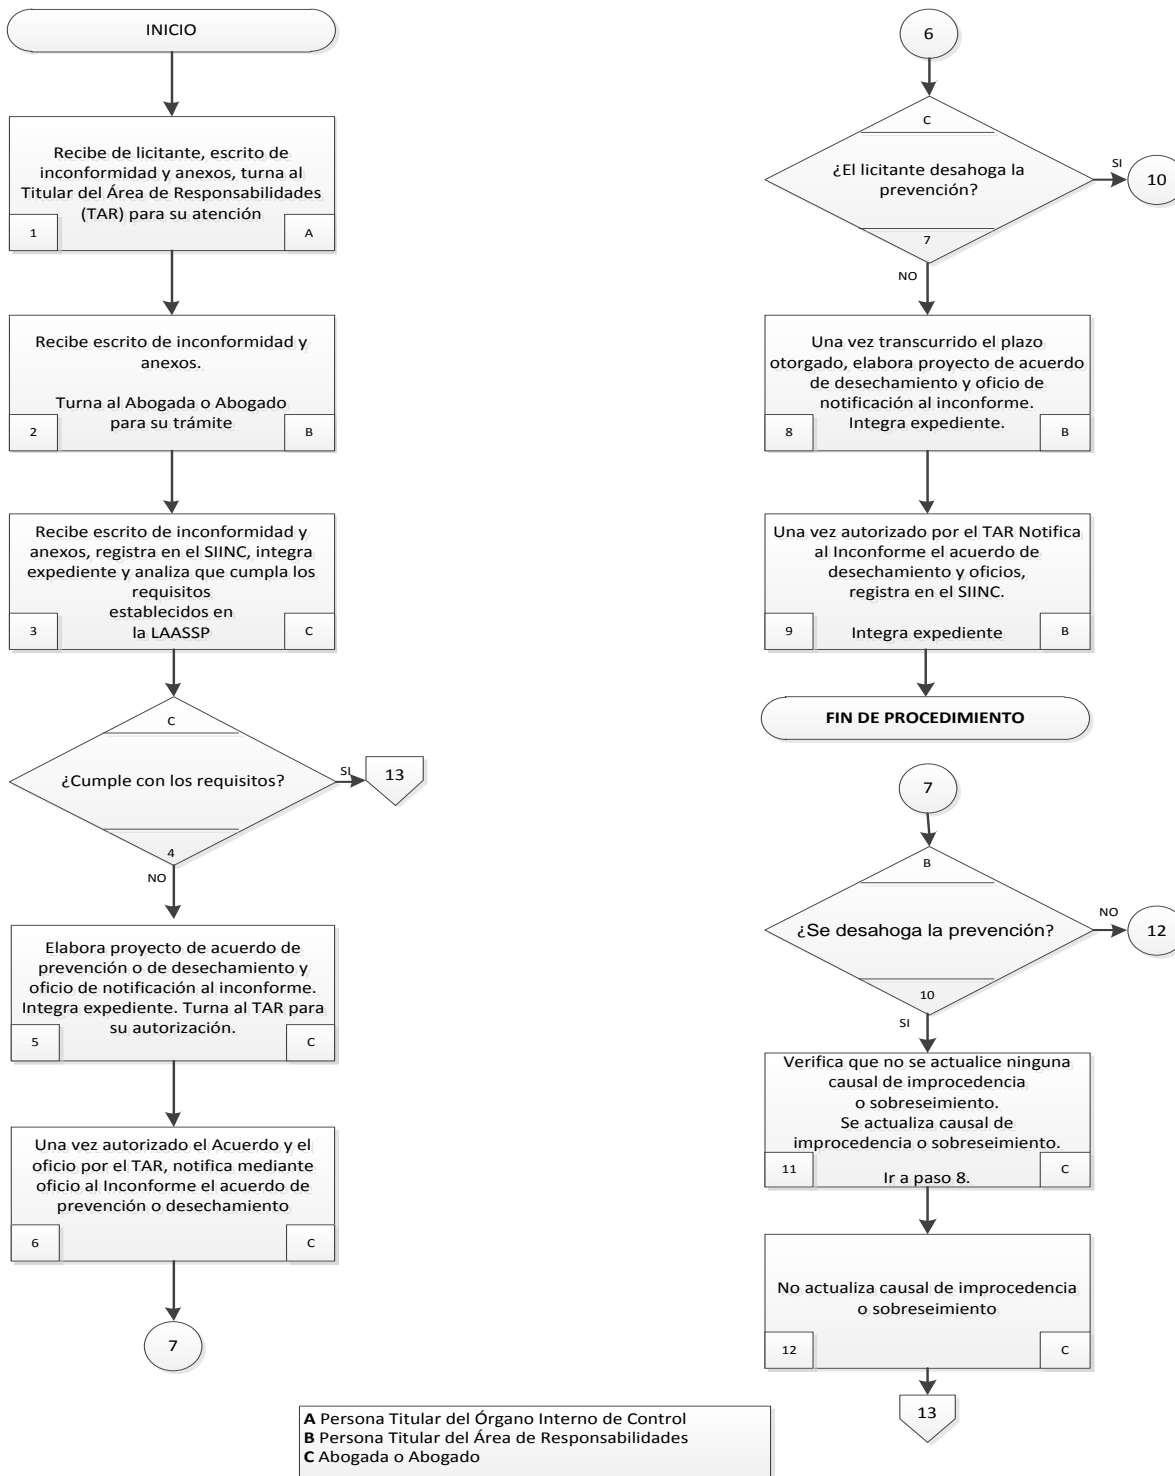 INICIO
Recibe de licitante, escrito de
inconformidad y anexos, turna al
Titular del Área de Responsabilidades
(TAR) para su atención
1
A
Recibe escrito de inconformidad y
anexos.
Turna al Abogada o Abogado
para su trámite
2
B
Recibe escrito de inconformidad y
anexos, registra en el SIINC, integra
expediente y analiza que cumpla los
requisitos
establecidos en
la LAASSP
3
C
C
¿Cumple con los requisitos?
4
SI
13
NO
Elabora proyecto de acuerdo de
prevención o de desechamiento y
oficio de notificación al inconforme.
Integra expediente. Turna al TAR para
su autorización.
5
C
Una vez autorizado el Acuerdo y el
oficio por el TAR, notifica mediante
oficio al Inconforme el acuerdo de
prevención o desechamiento
6
C
7
6
C
¿El licitante desahoga la
prevención?
7
SI
10
NO
Una vez transcurrido el plazo
otorgado, elabora proyecto de acuerdo
de desechamiento y oficio de
notificación al inconforme.
Integra expediente.
8
B
Una vez autorizado por el TAR Notifica
al Inconforme el acuerdo de
desechamiento y oficios,
registra en el SIINC.
Integra expediente
9
B
FIN DE PROCEDIMIENTO
7
B
¿Se desahoga la prevención?
10
NO
12
SI
Verifica que no se actualice ninguna
causal de improcedencia
o sobreseimiento.
Se actualiza causal de
improcedencia o sobreseimiento.
Ir a paso 8.
11
C
No actualiza causal de improcedencia
o sobreseimiento
12
C
13
A Persona Titular del Órgano Interno de Control
B Persona Titular del Área de Responsabilidades
C Abogada o Abogado